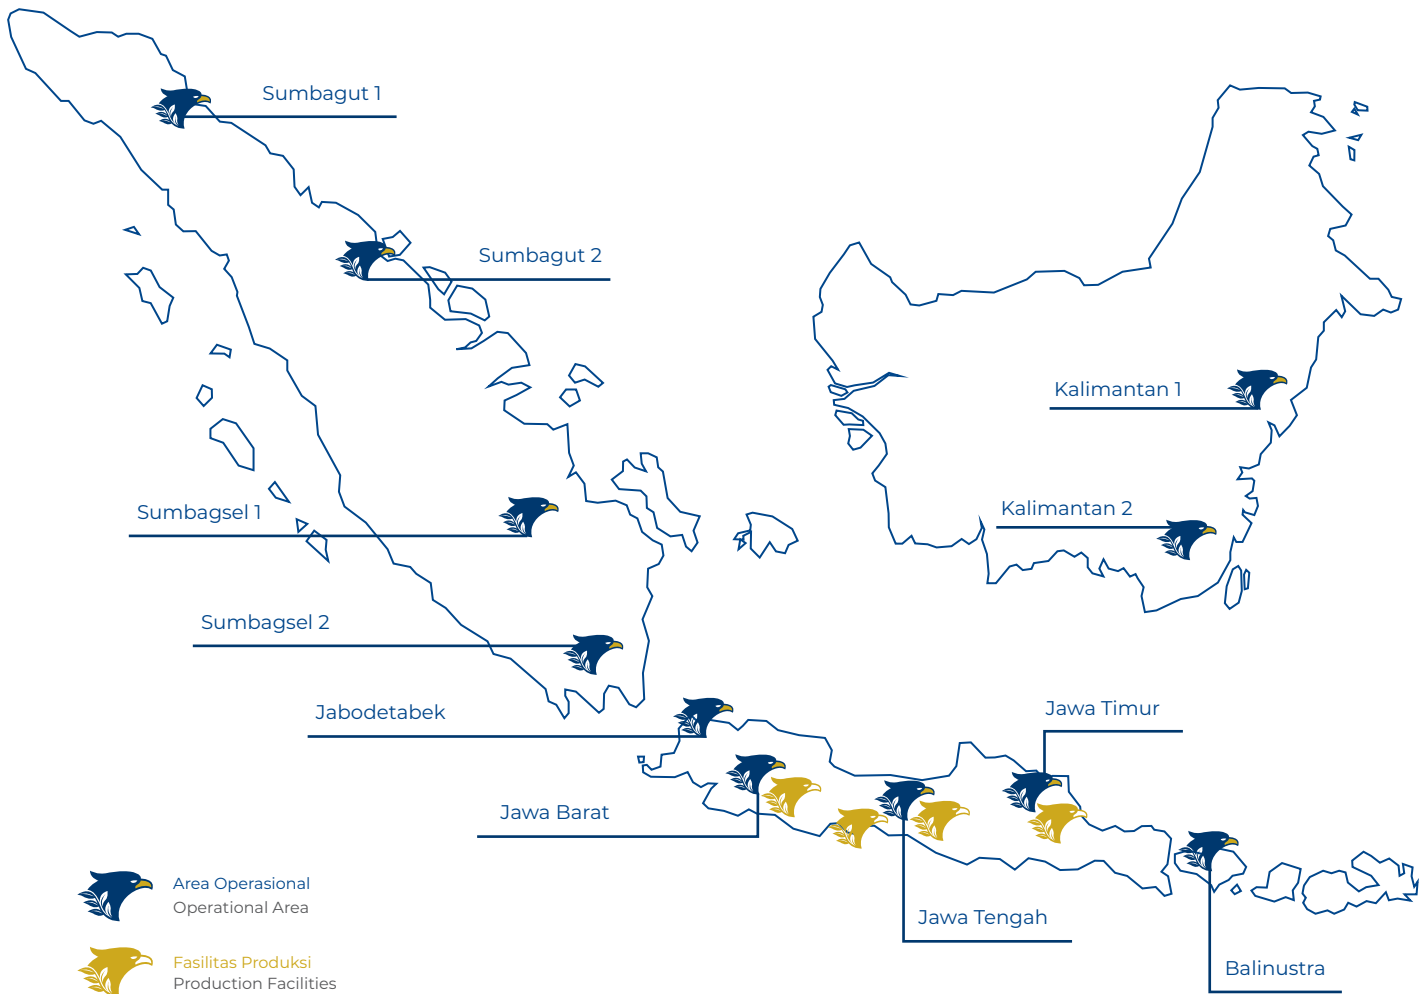 Sumbagut 1
Sumbagut 2
Kalimantan 1
Sumbagsel 1
Kalimantan 2
Sumbagsel 2
Jabodetabek
Jawa Timur
Jawa Barat
Jawa Tengah
Balinustra
Area Operasional
Operational Area
Fasilitas Produksi
Production Facilities